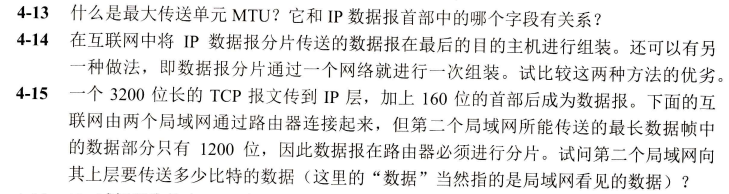 4-13 什么是最大传送单元 MTU？它和 IP 数据报首部中的哪个字段有关系？
4-14 在互联网中将 IP 数据报分片传送的数据报在最后的目的主机进行组装。还可以有另
一种做法，即数据报分片通过一个网络就进行一次组装。试比较这两种方法的优劣。
4-15 一个 3200 位长的 TCP 报文传到 IP 层，加上 160 位的首部后成为数据报。下面的互
联网由两个局域网通过路由器连接起来，但第二个局域网所能传送的最长数据帧中
的数据部分只有 1200 位，因此数据报在路由器必须进行分片。试问第二个局域网向
其上层要传送多少比特的数据（这里的“数据”当然指的是局域网看见的数据）？